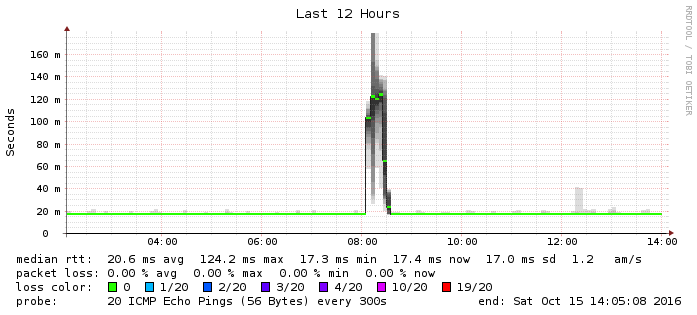 Last 12 Hours
RRDTOOL / TOBI OETIKER
Seconds
160 m
140 m
120 m
100 m
80 m
60 m
40 m
20 m
0
04:00 06:00 08:00 10:00 12:00 14:00
median rtt: 20.6 ms avg 124.2 ms max 17.3 ms min 17.4 ms now 17.0 ms sd 1.2 am/s
packet loss: 0.00 % avg 0.00 % max 0.00 % min 0.00 % now
loss color: 0 1/20 2/20 3/20 4/20 10/20 19/20
probe: 20 ICMP Echo Pings (56 Bytes) every 300s end: Sat Oct 15 14:05:08 2016